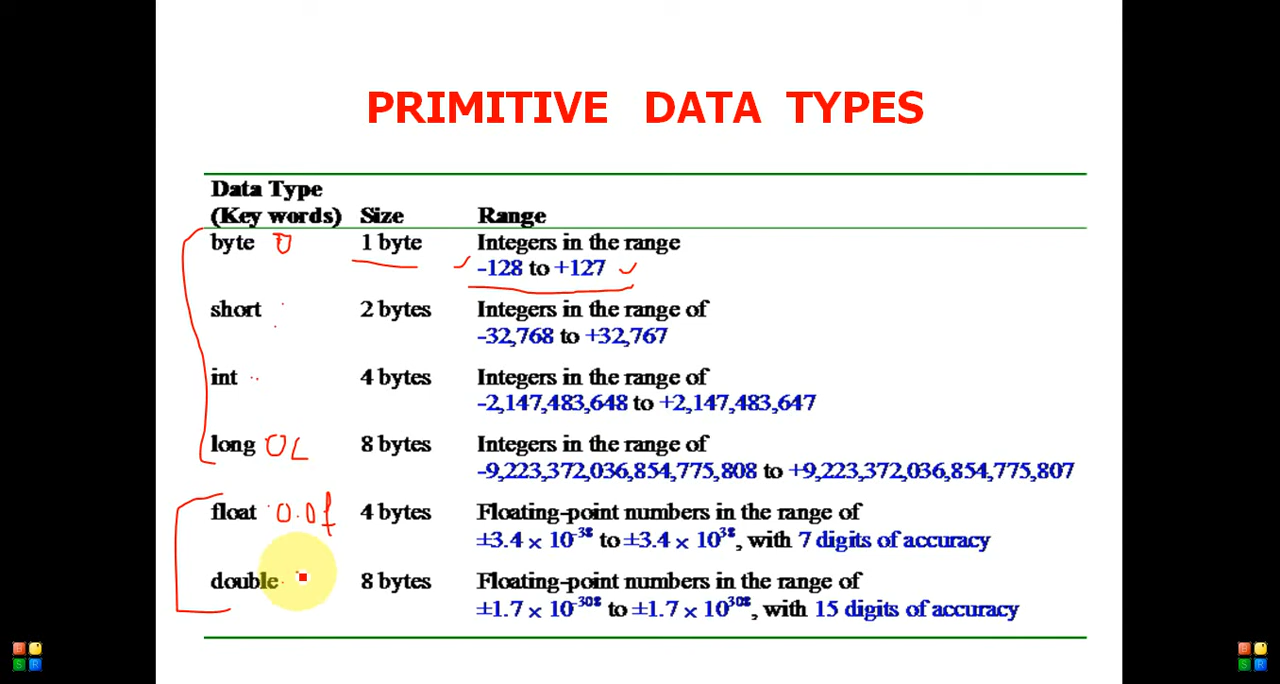 PRIMITIVE DATA TYPES
Data Type
(Key words) Size Range
byte 0 1 byte Integers in the range
-128 to +127
short 2 bytes Integers in the range of
-32,768 to +32,767
int 4 bytes Integers in the range of
-2,147,483,648 to +2,147,483,647
long 0L 8 bytes Integers in the range of
-9,223,372,036,854,775,808 to +9,223,372,036,854,775,807
float 0.0f 4 bytes Floating-point numbers in the range of
±3.4 × 10⁻³⁸ to ±3.4 × 10³⁸, with 7 digits of accuracy
double 8 bytes Floating-point numbers in the range of
±1.7 × 10⁻³⁰⁸ to ±1.7 × 10³⁰⁸, with 15 digits of accuracy
B S R
B S R